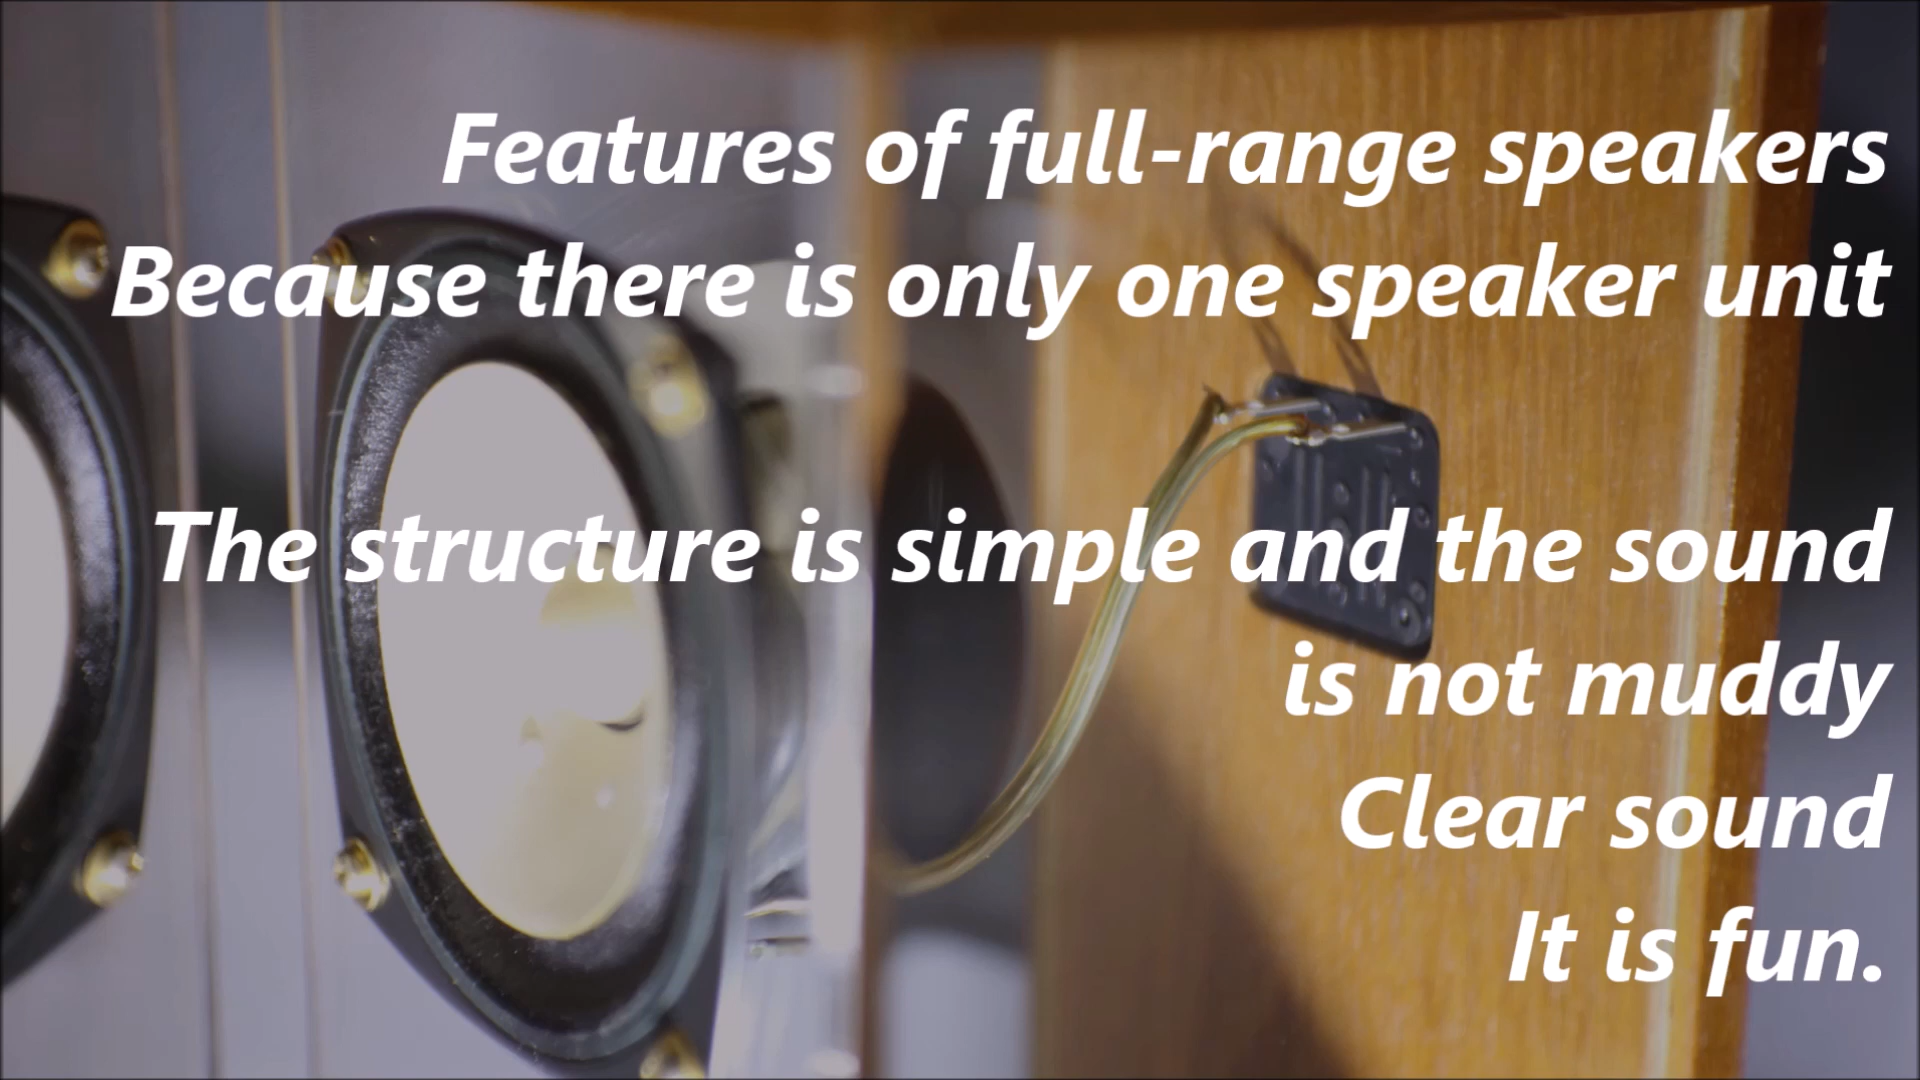 Features of full-range speakers
Because there is only one speaker unit
The structure is simple and the sound
is not muddy
Clear sound
It is fun.